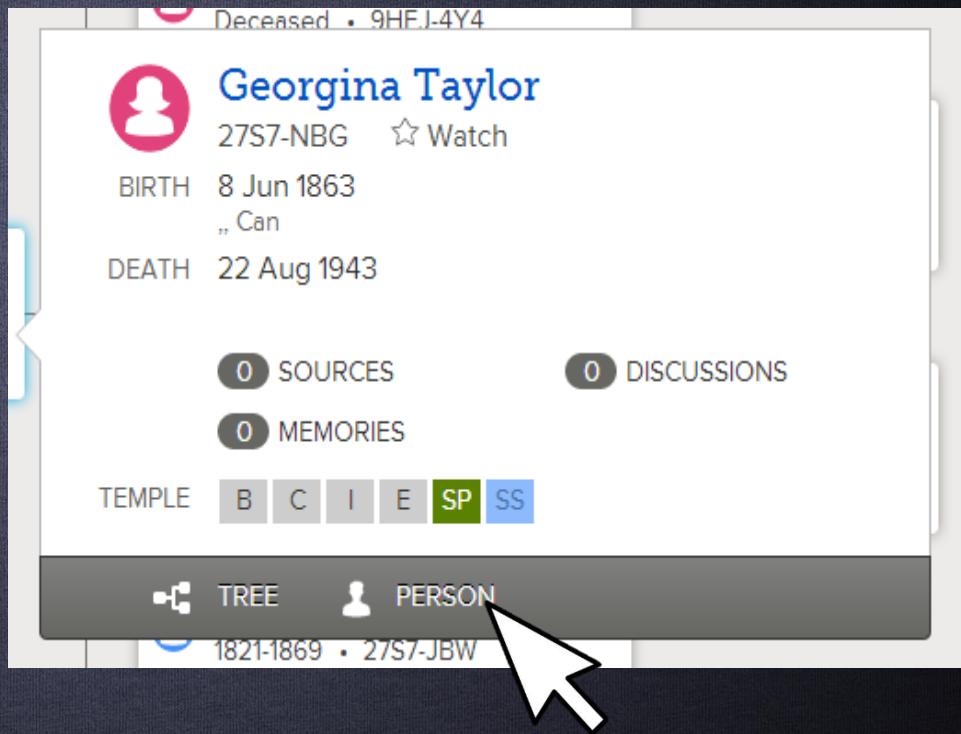 Deceased • 9HEJ-4Y4
Georgina Taylor
27S7-NBG ☆ Watch
BIRTH 8 Jun 1863
,, Can
DEATH 22 Aug 1943
0 SOURCES 0 DISCUSSIONS
0 MEMORIES
TEMPLE B C I E SP SS
TREE PERSON
1821-1869 • 27S7-JBW